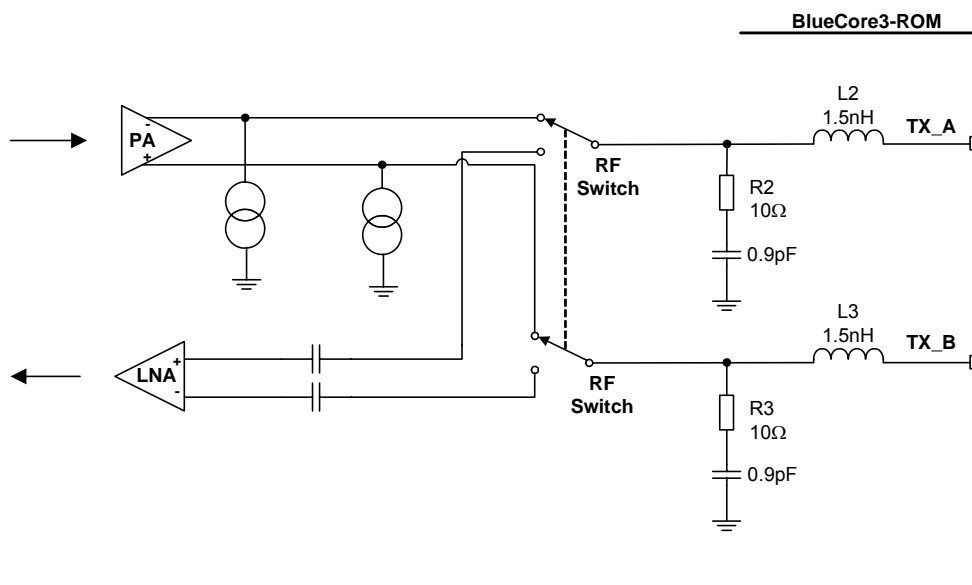 BlueCore3-ROM
L2
1.5nH
TX_A
-
PA
+
RF
Switch
R2
10Ω
0.9pF
L3
1.5nH
TX_B
+
LNA
-
RF
Switch
R3
10Ω
0.9pF